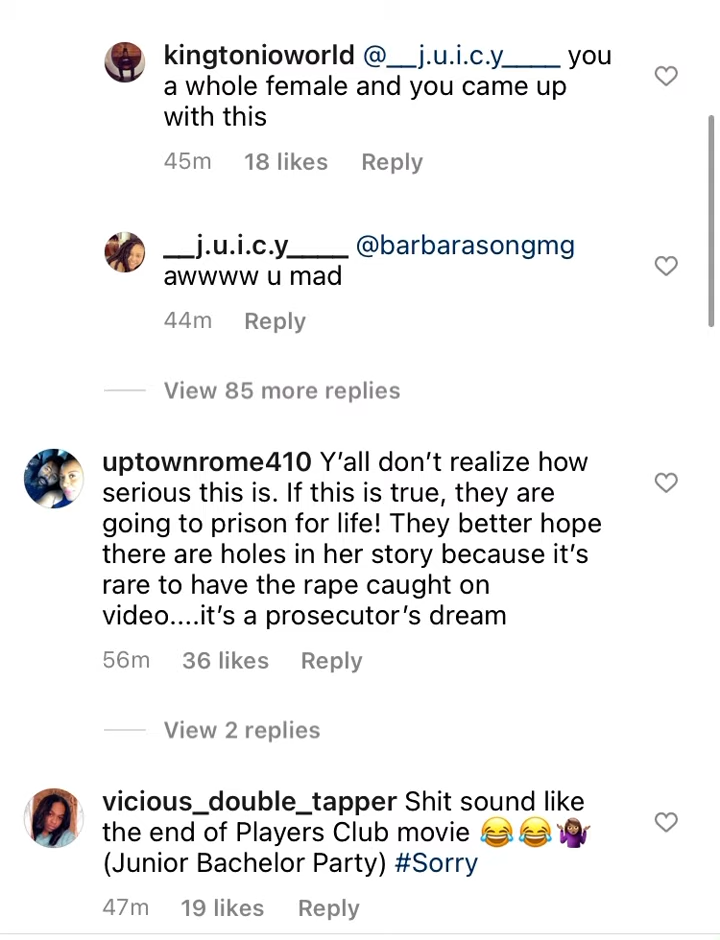 kingtonioworld @__j.u.i.c.y____ you
a whole female and you came up
with this
45m 18 likes Reply
__j.u.i.c.y____ @barbarasongmg
awwww u mad
44m Reply
View 85 more replies
uptownrome410 Y’all don’t realize how
serious this is. If this is true, they are
going to prison for life! They better hope
there are holes in her story because it’s
rare to have the rape caught on
video....it’s a prosecutor’s dream
56m 36 likes Reply
View 2 replies
vicious_double_tapper Shit sound like
the end of Players Club movie 😂😂🤷🏾‍♀️
(Junior Bachelor Party) #Sorry
47m 19 likes Reply